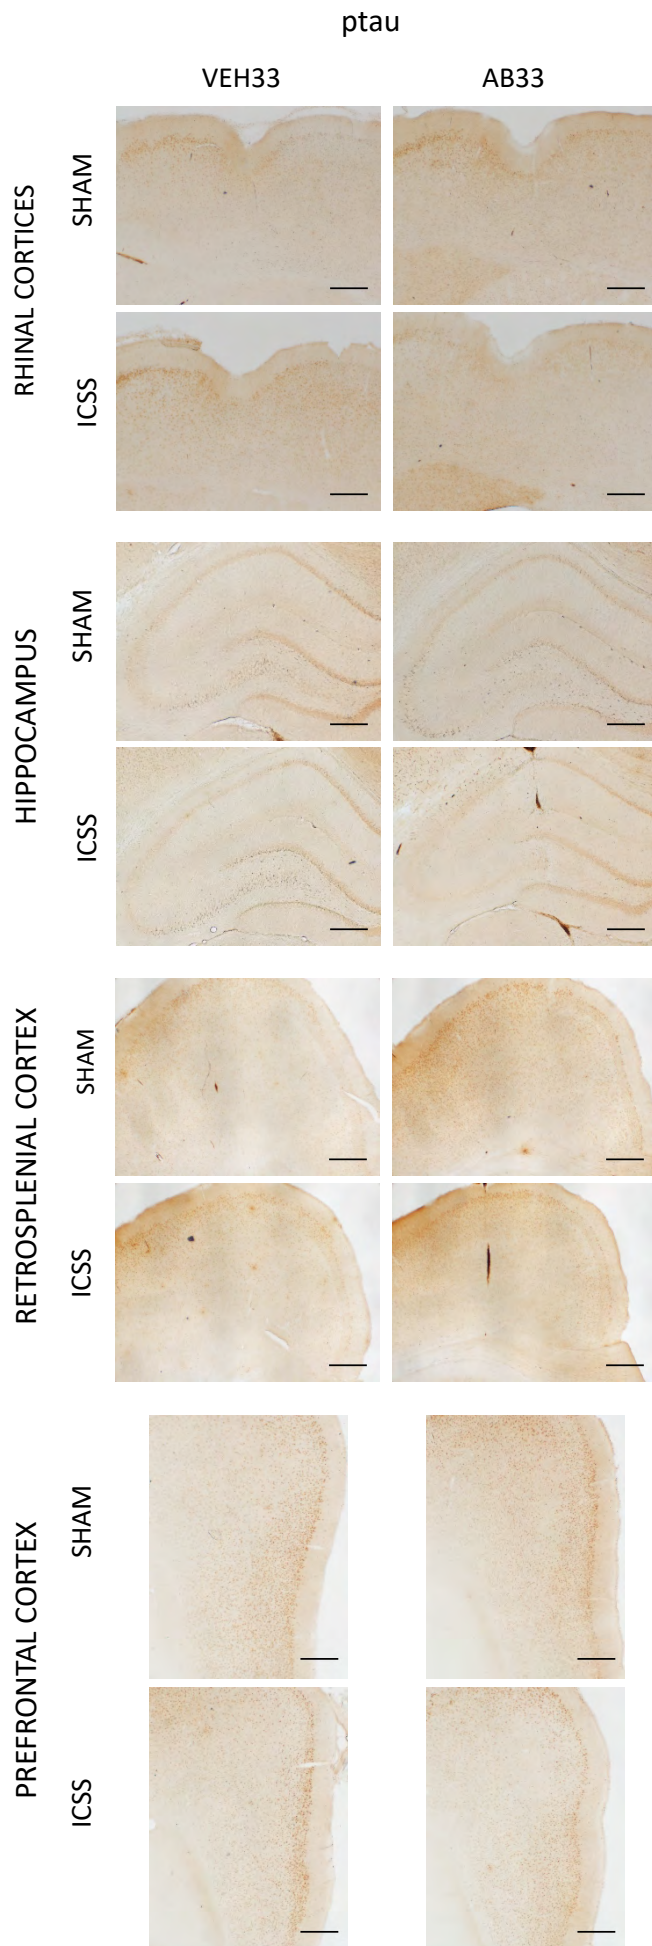 ptau
VEH33 AB33
RHINAL CORTICES
SHAM
ICSS
HIPPOCAMPUS
SHAM
ICSS
RETROSPLENIAL CORTEX
SHAM
ICSS
PREFRONTAL CORTEX
SHAM
ICSS